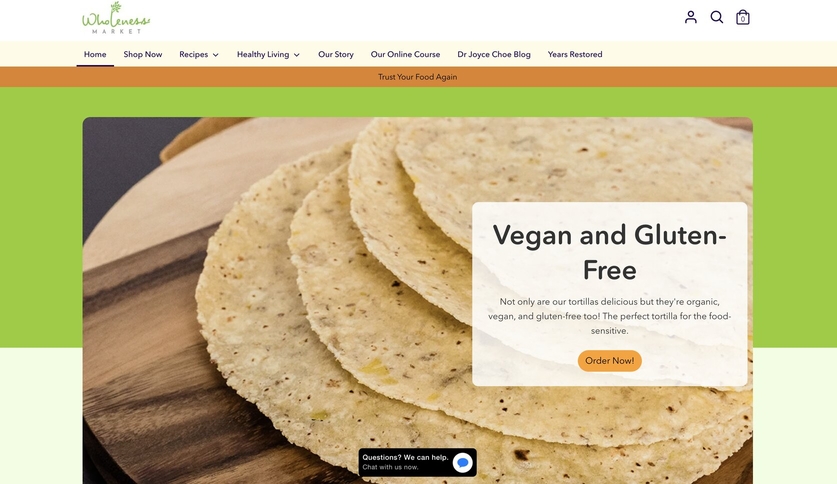 Wholeness
MARKET
0
Home Shop Now Recipes Healthy Living Our Story Our Online Course Dr Joyce Choe Blog Years Restored
Trust Your Food Again
Vegan and Gluten-
Free
Not only are our tortillas delicious but they're organic,
vegan, and gluten-free too! The perfect tortilla for the food-
sensitive.
Order Now!
Questions? We can help.
Chat with us now.